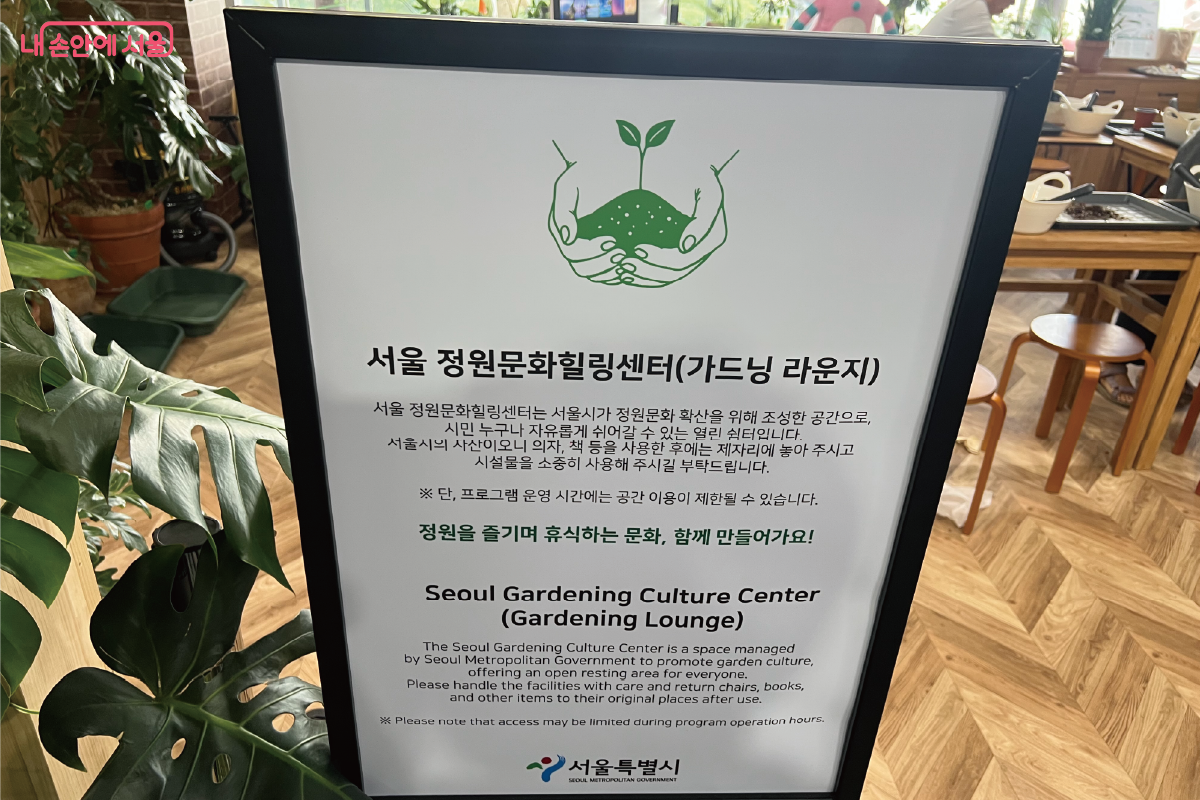 내 손안에 서울
서울 정원문화힐링센터(가드닝 라운지)
서울 정원문화힐링센터는 서울시가 정원문화 확산을 위해 조성한 공간으로,
시민 누구나 자유롭게 쉬어갈 수 있는 열린 쉼터입니다.
서울시의 자산이오니 의자, 책 등을 사용한 후에는 제자리에 놓아 주시고
시설물을 소중히 사용해 주시길 부탁드립니다.
※ 단, 프로그램 운영 시간에는 공간 이용이 제한될 수 있습니다.
정원을 즐기며 휴식하는 문화, 함께 만들어가요!
Seoul Gardening Culture Center
(Gardening Lounge)
The Seoul Gardening Culture Center is a space managed
by Seoul Metropolitan Government to promote garden culture,
offering an open resting area for everyone.
Please handle the facilities with care and return chairs, books,
and other items to their original places after use.
※ Please note that access may be limited during program operation hours.
서울특별시
SEOUL METROPOLITAN GOVERNMENT